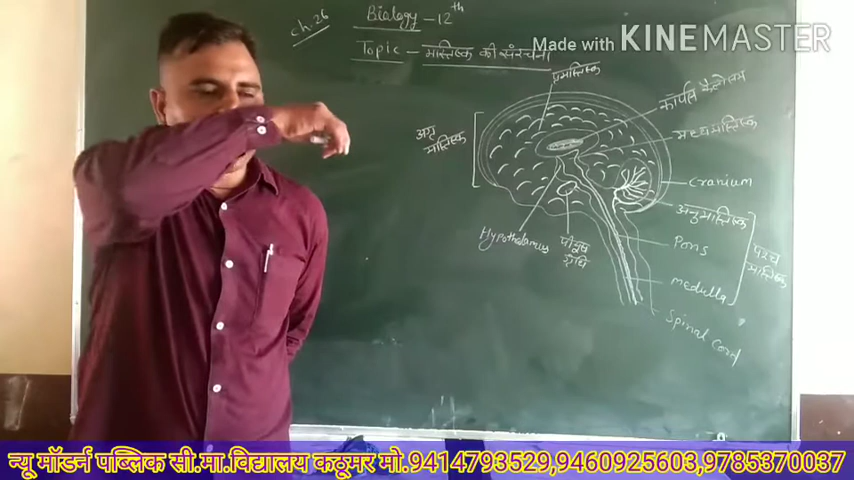 ch.26
Biology - 12th
Topic - मस्तिष्क की संरचना
Made with KINEMASTER
प्रमस्तिष्क
कॉर्पस कैलोसम
अग्र
मस्तिष्क
मध्यमस्तिष्क
cranium
अनुमस्तिष्क
Hypothalamus
पीयूष
ग्रंथि
Pons
पश्च
मस्तिष्क
medulla
Spinal Cord
न्यू मॉडर्न पब्लिक सी.मा.विद्यालय कठूमर मो.9414793529,9460925603,9785370037